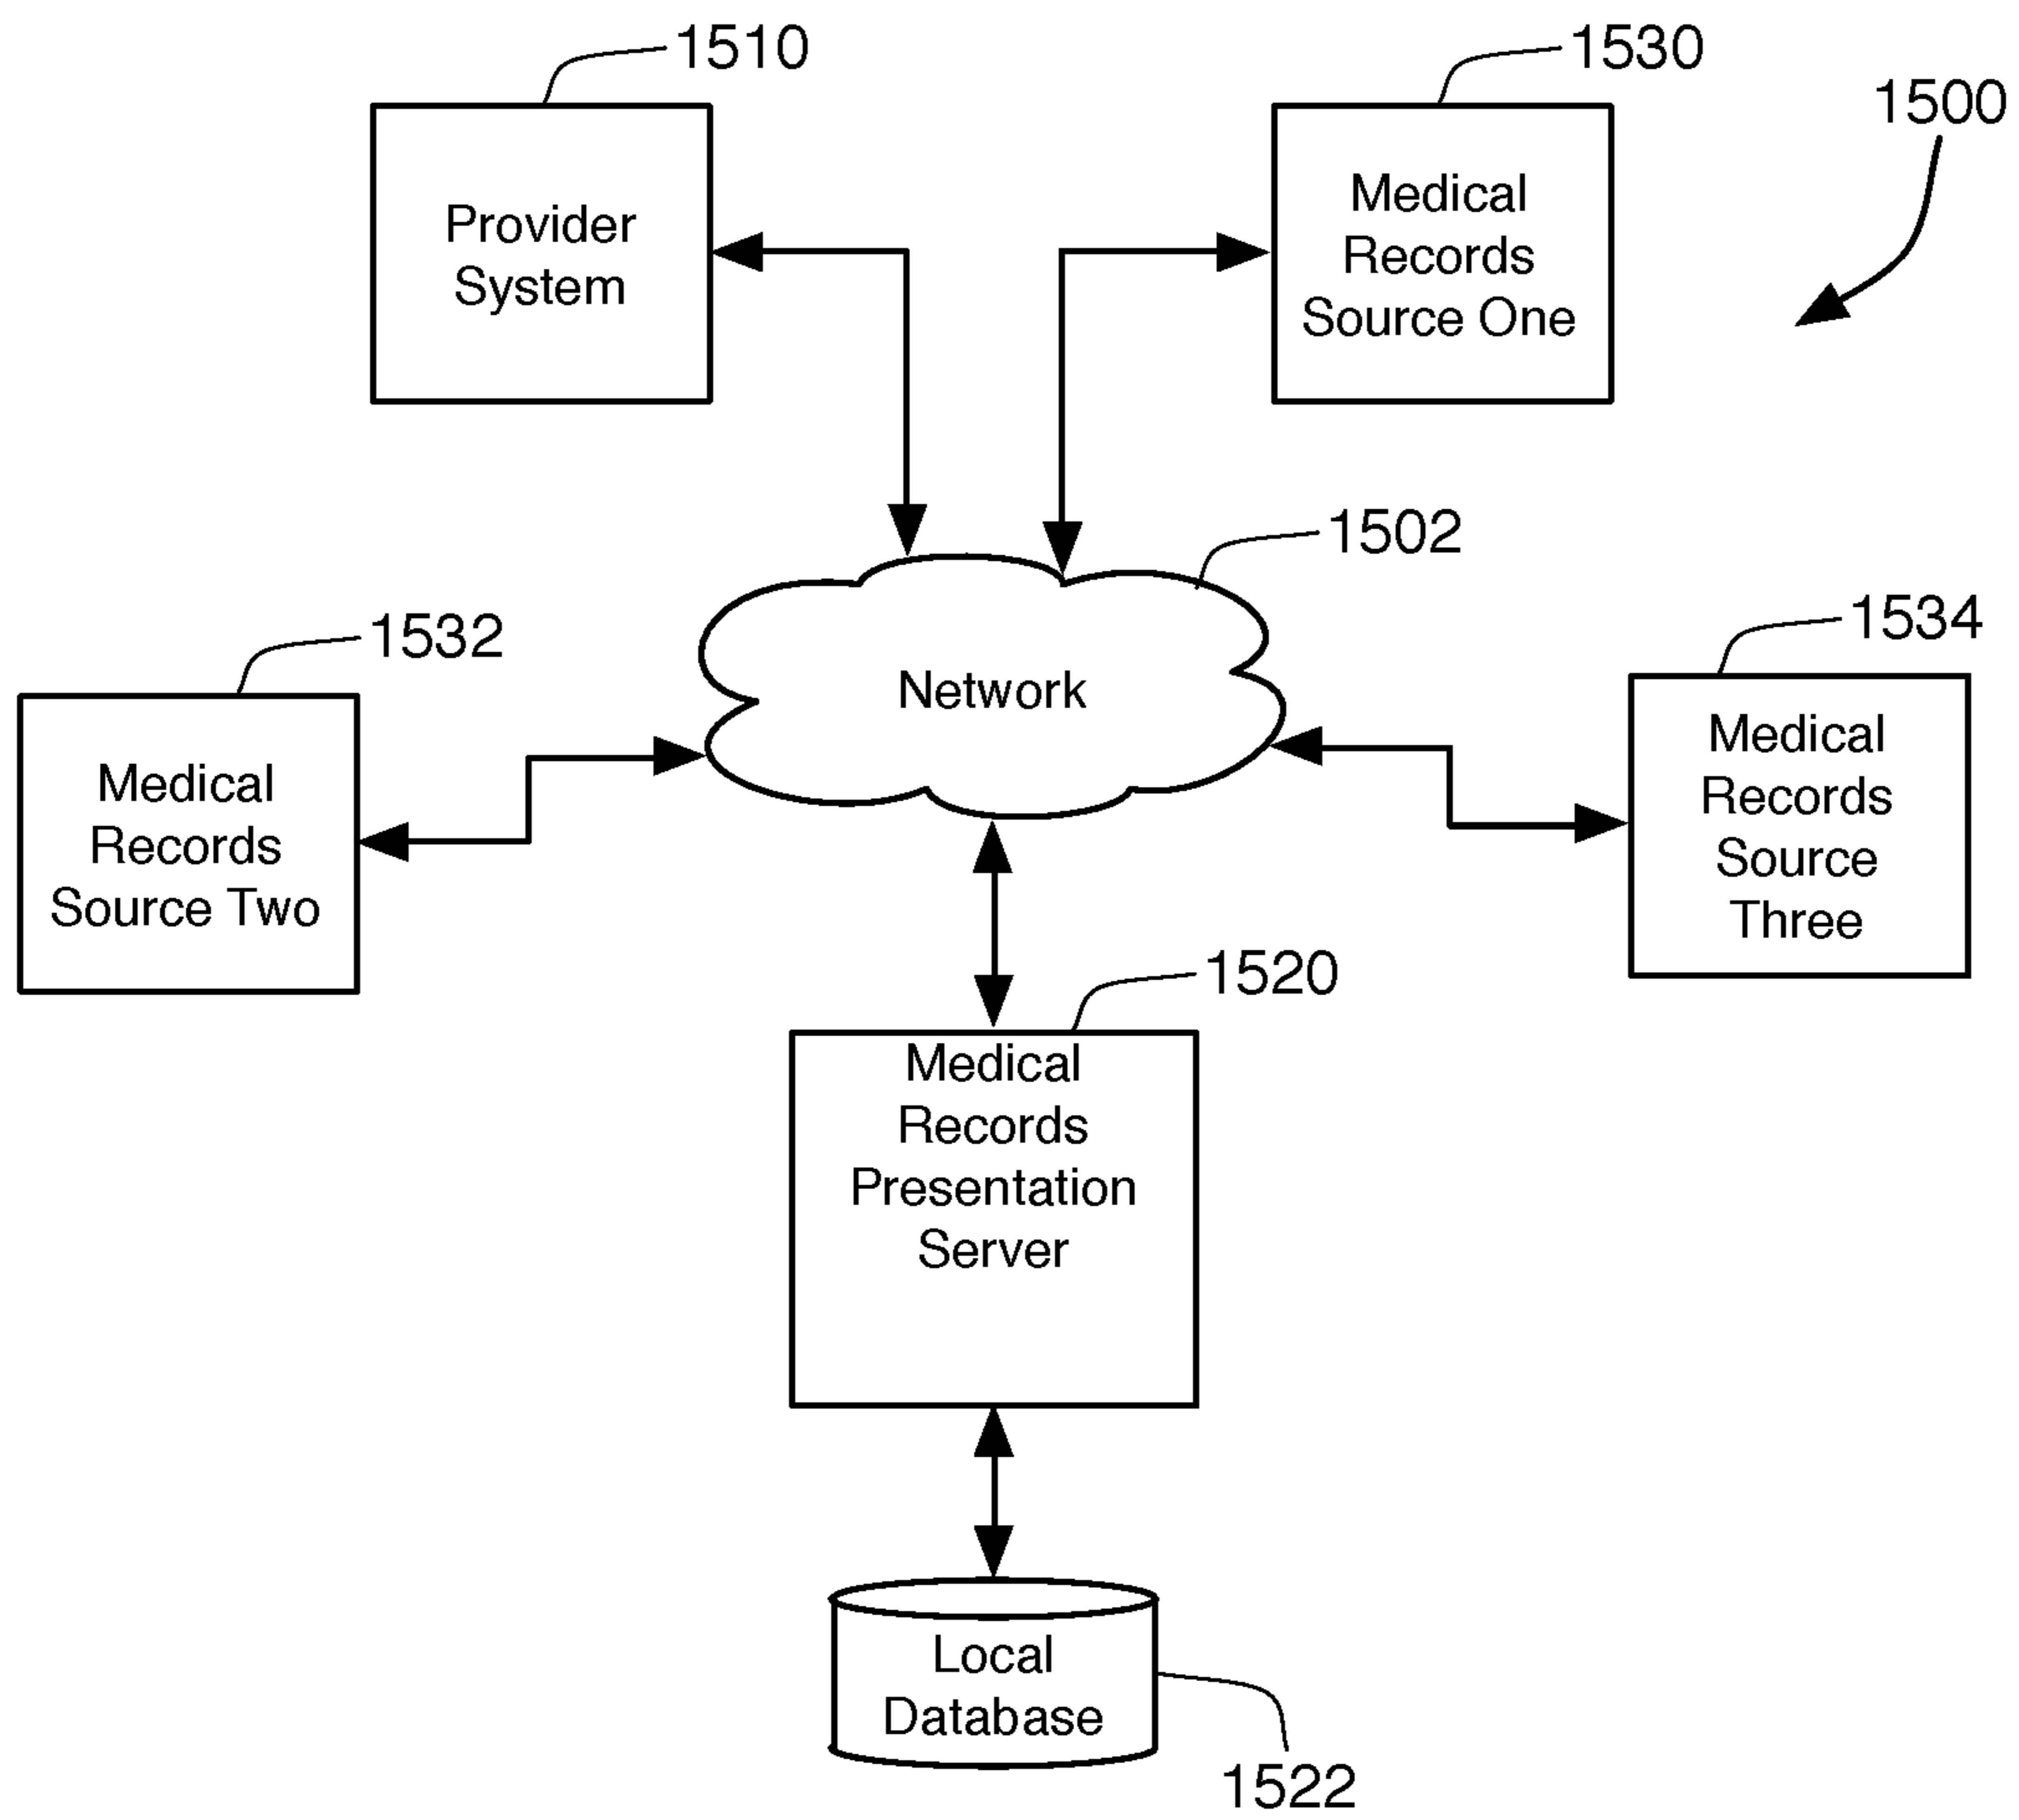 1510
1530
1500
Provider
System
Medical
Records
Source One
1502
1532
1534
Network
Medical
Records
Source Two
Medical
Records
Source
Three
1520
Medical
Records
Presentation
Server
Local
Database
1522